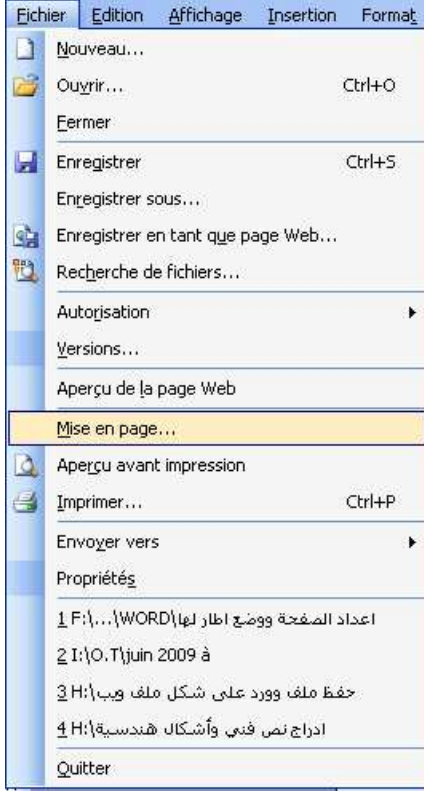 Fichier Edition Affichage Insertion Format
Nouveau...
Ouvrir... Ctrl+O
Fermer
Enregistrer Ctrl+S
Enregistrer sous...
Enregistrer en tant que page Web...
Recherche de fichiers...
Autorisation
Versions...
Aperçu de la page Web
Mise en page...
Aperçu avant impression
Imprimer... Ctrl+P
Envoyer vers
Propriétés
1 F:\...\WORD\اعداد الصفحة ووضع اطار لها
2 I:\O.T\juin 2009 à
3 H:\حفظ ملف وورد على شكل ملف ويب
4 H:\ادراج نص فني وأشكال هندسية
Quitter